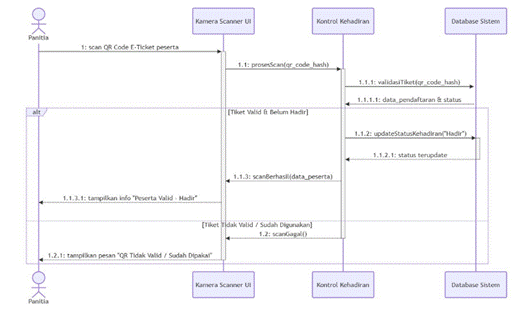 Panitia
Kamera Scanner UI
Kontrol Kehadiran
Database Sistem
1: scan QR Code E-Ticket peserta
1.1: prosesScan(qr_code_hash)
1.1.1: validasiTiket(qr_code_hash)
1.1.1.1: data_pendaftaran & status
alt
[Tiket Valid & Belum Hadir]
1.1.2: updateStatusKehadiran("Hadir")
1.1.2.1: status terupdate
1.1.3: scanBerhasil(data_peserta)
1.1.3.1: tampilkan info "Peserta Valid - Hadir"
[Tiket Tidak Valid / Sudah Digunakan]
1.2: scanGagal()
1.2.1: tampilkan pesan "QR Tidak Valid / Sudah Dipakai"
Panitia
Kamera Scanner UI
Kontrol Kehadiran
Database Sistem